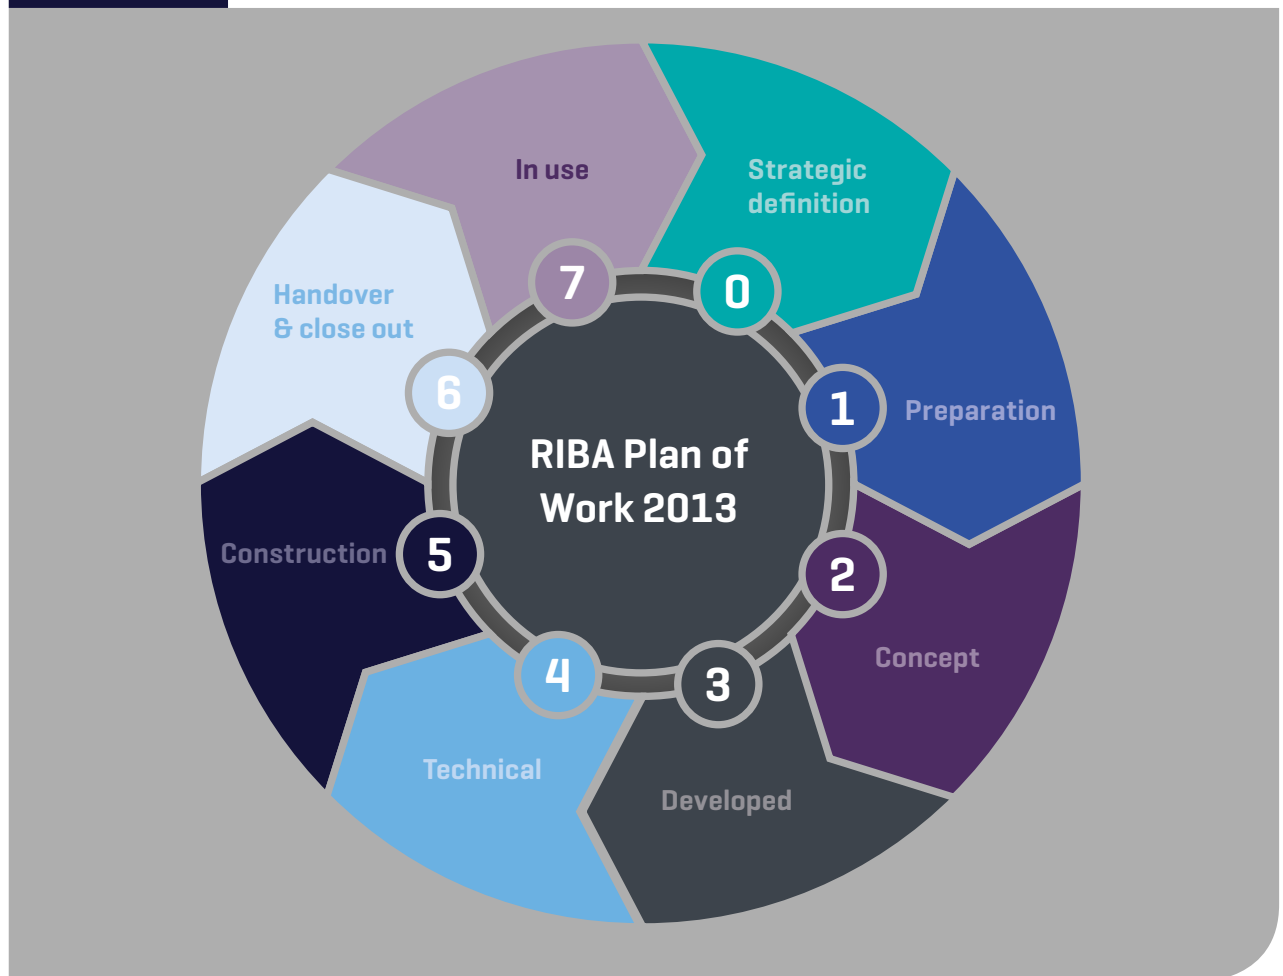 In use
Strategic
definition
Handover
& close out
7
0
6
1
Preparation
RIBA Plan of
Work 2013
Construction
5
2
Concept
4
3
Technical
Developed